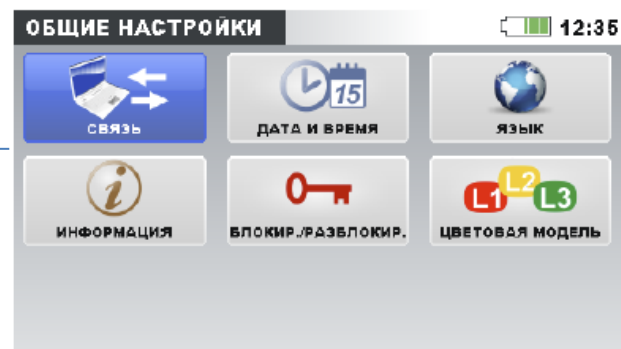 ОБЩИЕ НАСТРОЙКИ 12:35
СВЯЗЬ ДАТА И ВРЕМЯ ЯЗЫК
15
ИНФОРМАЦИЯ БЛОКИР./РАЗБЛОКИР. ЦВЕТОВАЯ МОДЕЛЬ
i L1 L2 L3